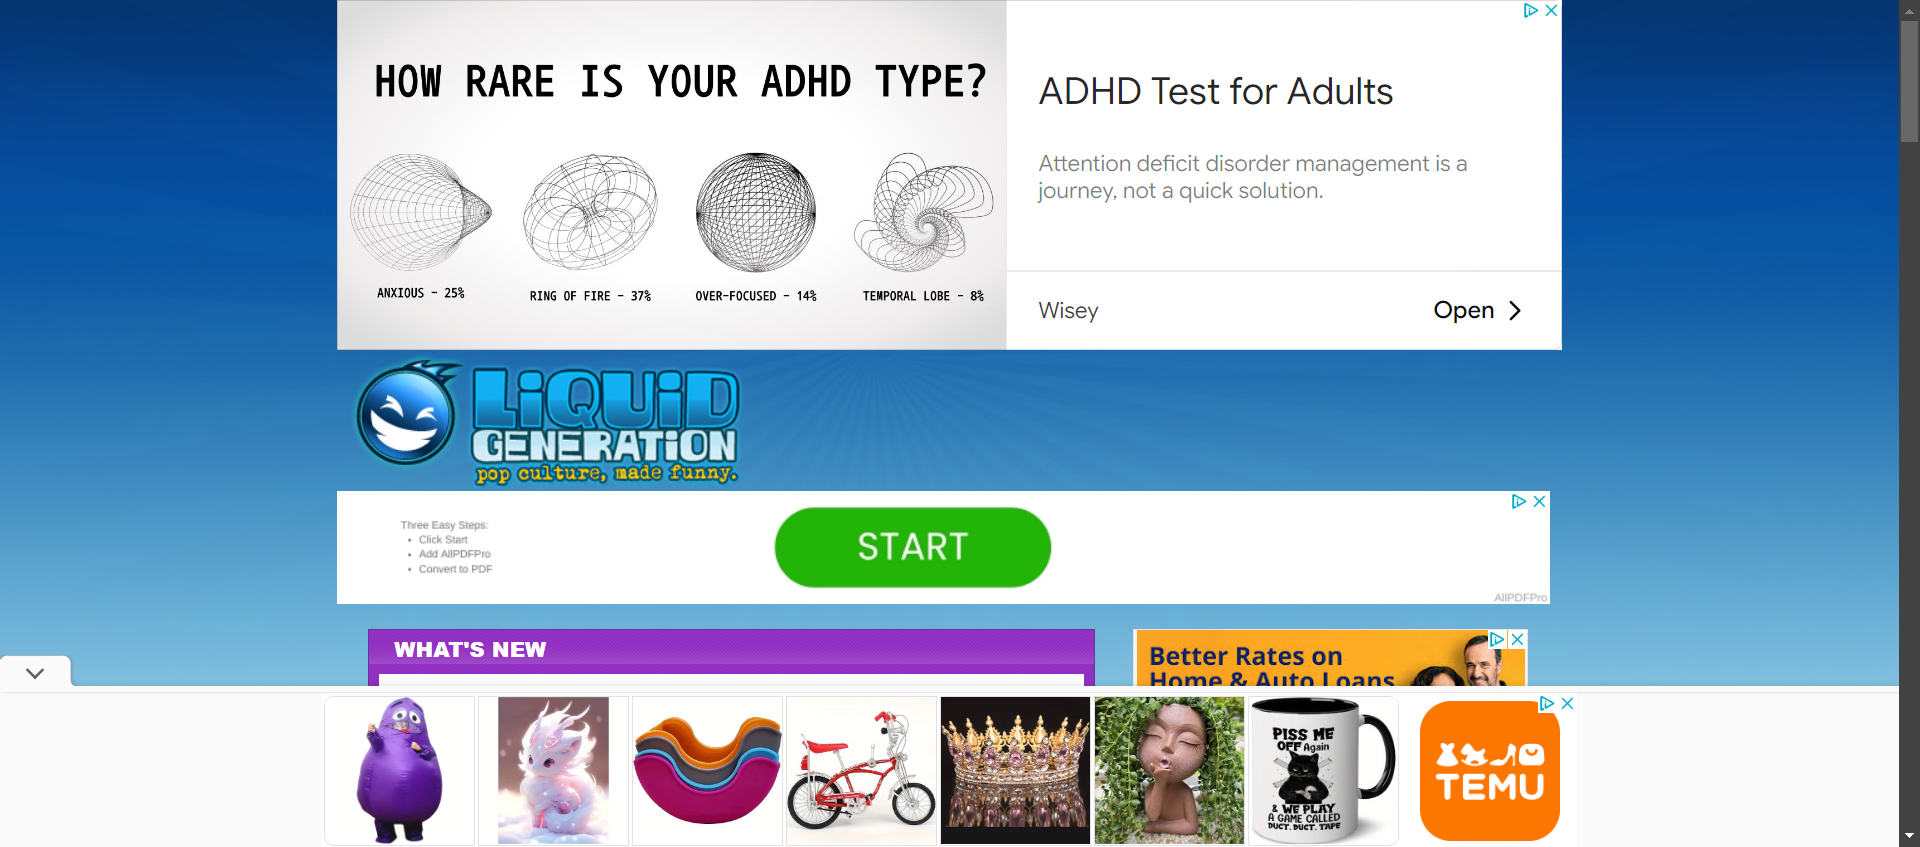 HOW RARE IS YOUR ADHD TYPE?
ANXIOUS - 25%
RING OF FIRE - 37%
OVER-FOCUSED - 14%
TEMPORAL LOBE - 8%
ADHD Test for Adults
Attention deficit disorder management is a
journey, not a quick solution.
Wisey
Open
LiQUiD
GENERATiON
pop culture, made funny.
Three Easy Steps:
• Click Start
• Add AllPDFPro
• Convert to PDF
START
AllPDFPro
WHAT'S NEW
Better Rates on
Home & Auto Loans
PISS ME
OFF Again
& WE PLAY
A GAME CALLED
DUCT, DUCT, TAPE
TEMU